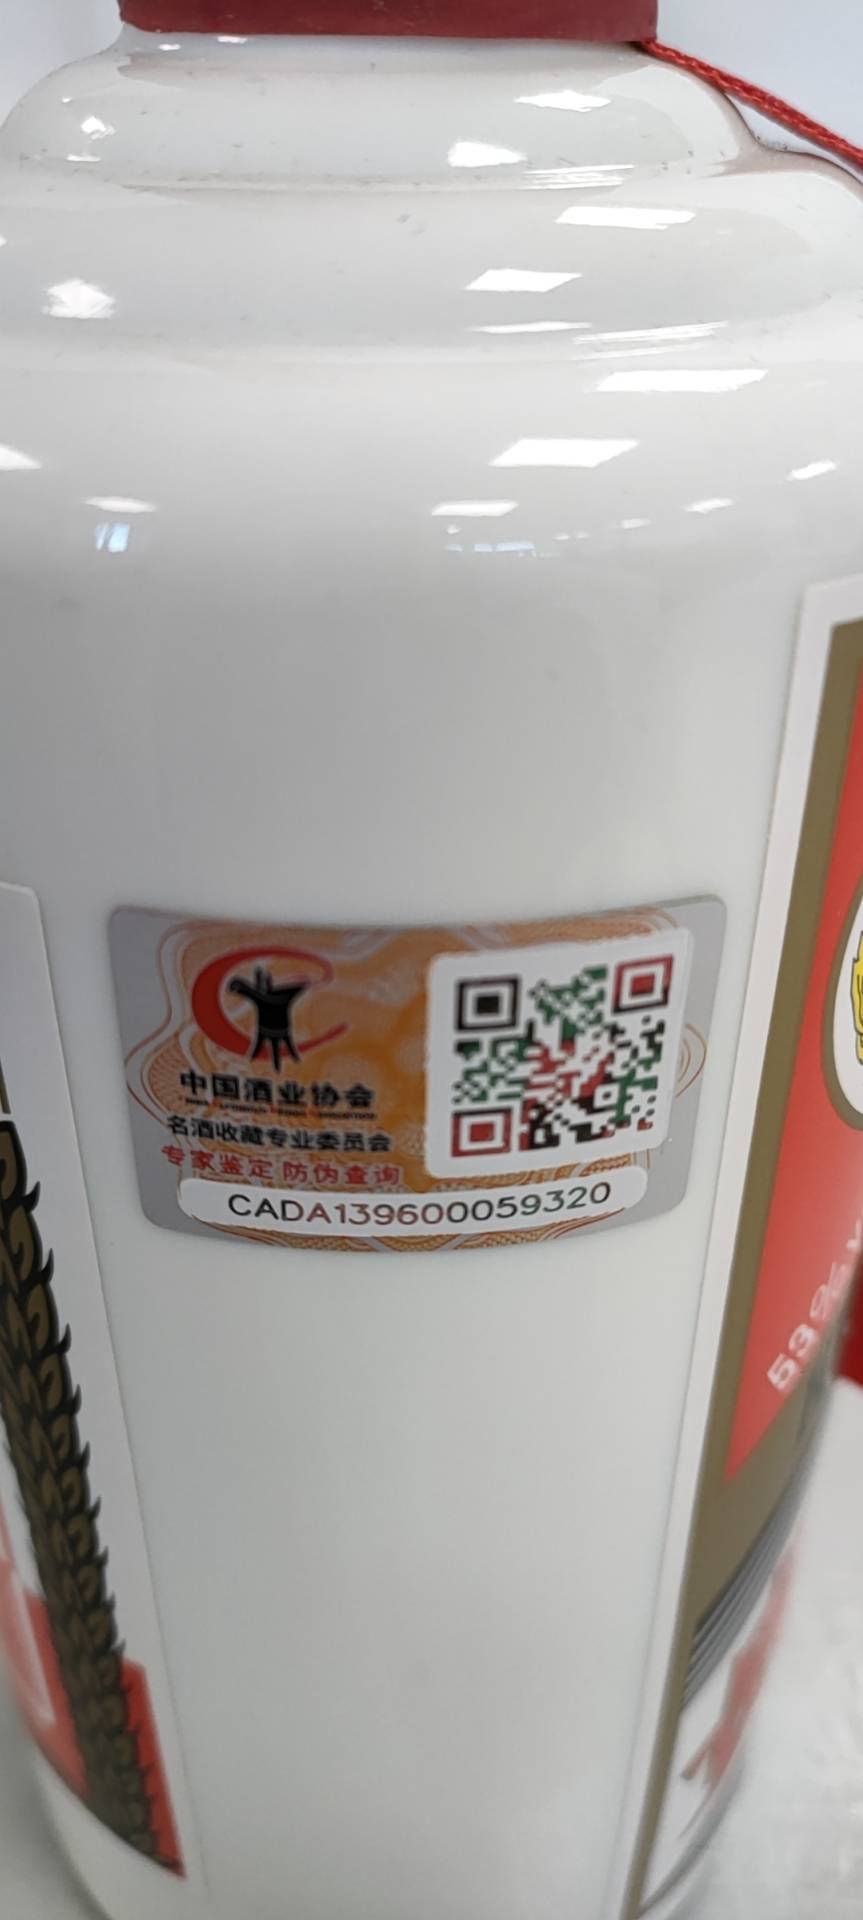 中国酒业协会
名酒收藏专业委员会
专家鉴定 防伪查询
CADA139600059320
53%